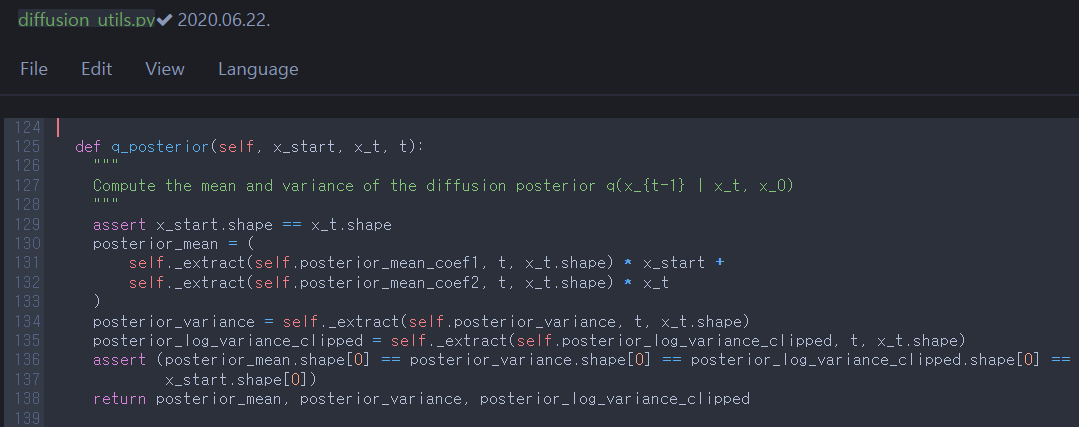 diffusion_utils.py✔ 2020.06.22.
File Edit View Language
124
125 def q_posterior(self, x_start, x_t, t):
126 """
127 Compute the mean and variance of the diffusion posterior q(x_{t-1} | x_t, x_0)
128 """
129 assert x_start.shape == x_t.shape
130 posterior_mean = (
131 self._extract(self.posterior_mean_coef1, t, x_t.shape) * x_start +
132 self._extract(self.posterior_mean_coef2, t, x_t.shape) * x_t
133 )
134 posterior_variance = self._extract(self.posterior_variance, t, x_t.shape)
135 posterior_log_variance_clipped = self._extract(self.posterior_log_variance_clipped, t, x_t.shape)
136 assert (posterior_mean.shape[0] == posterior_variance.shape[0] == posterior_log_variance_clipped.shape[0] ==
137 x_start.shape[0])
138 return posterior_mean, posterior_variance, posterior_log_variance_clipped
139